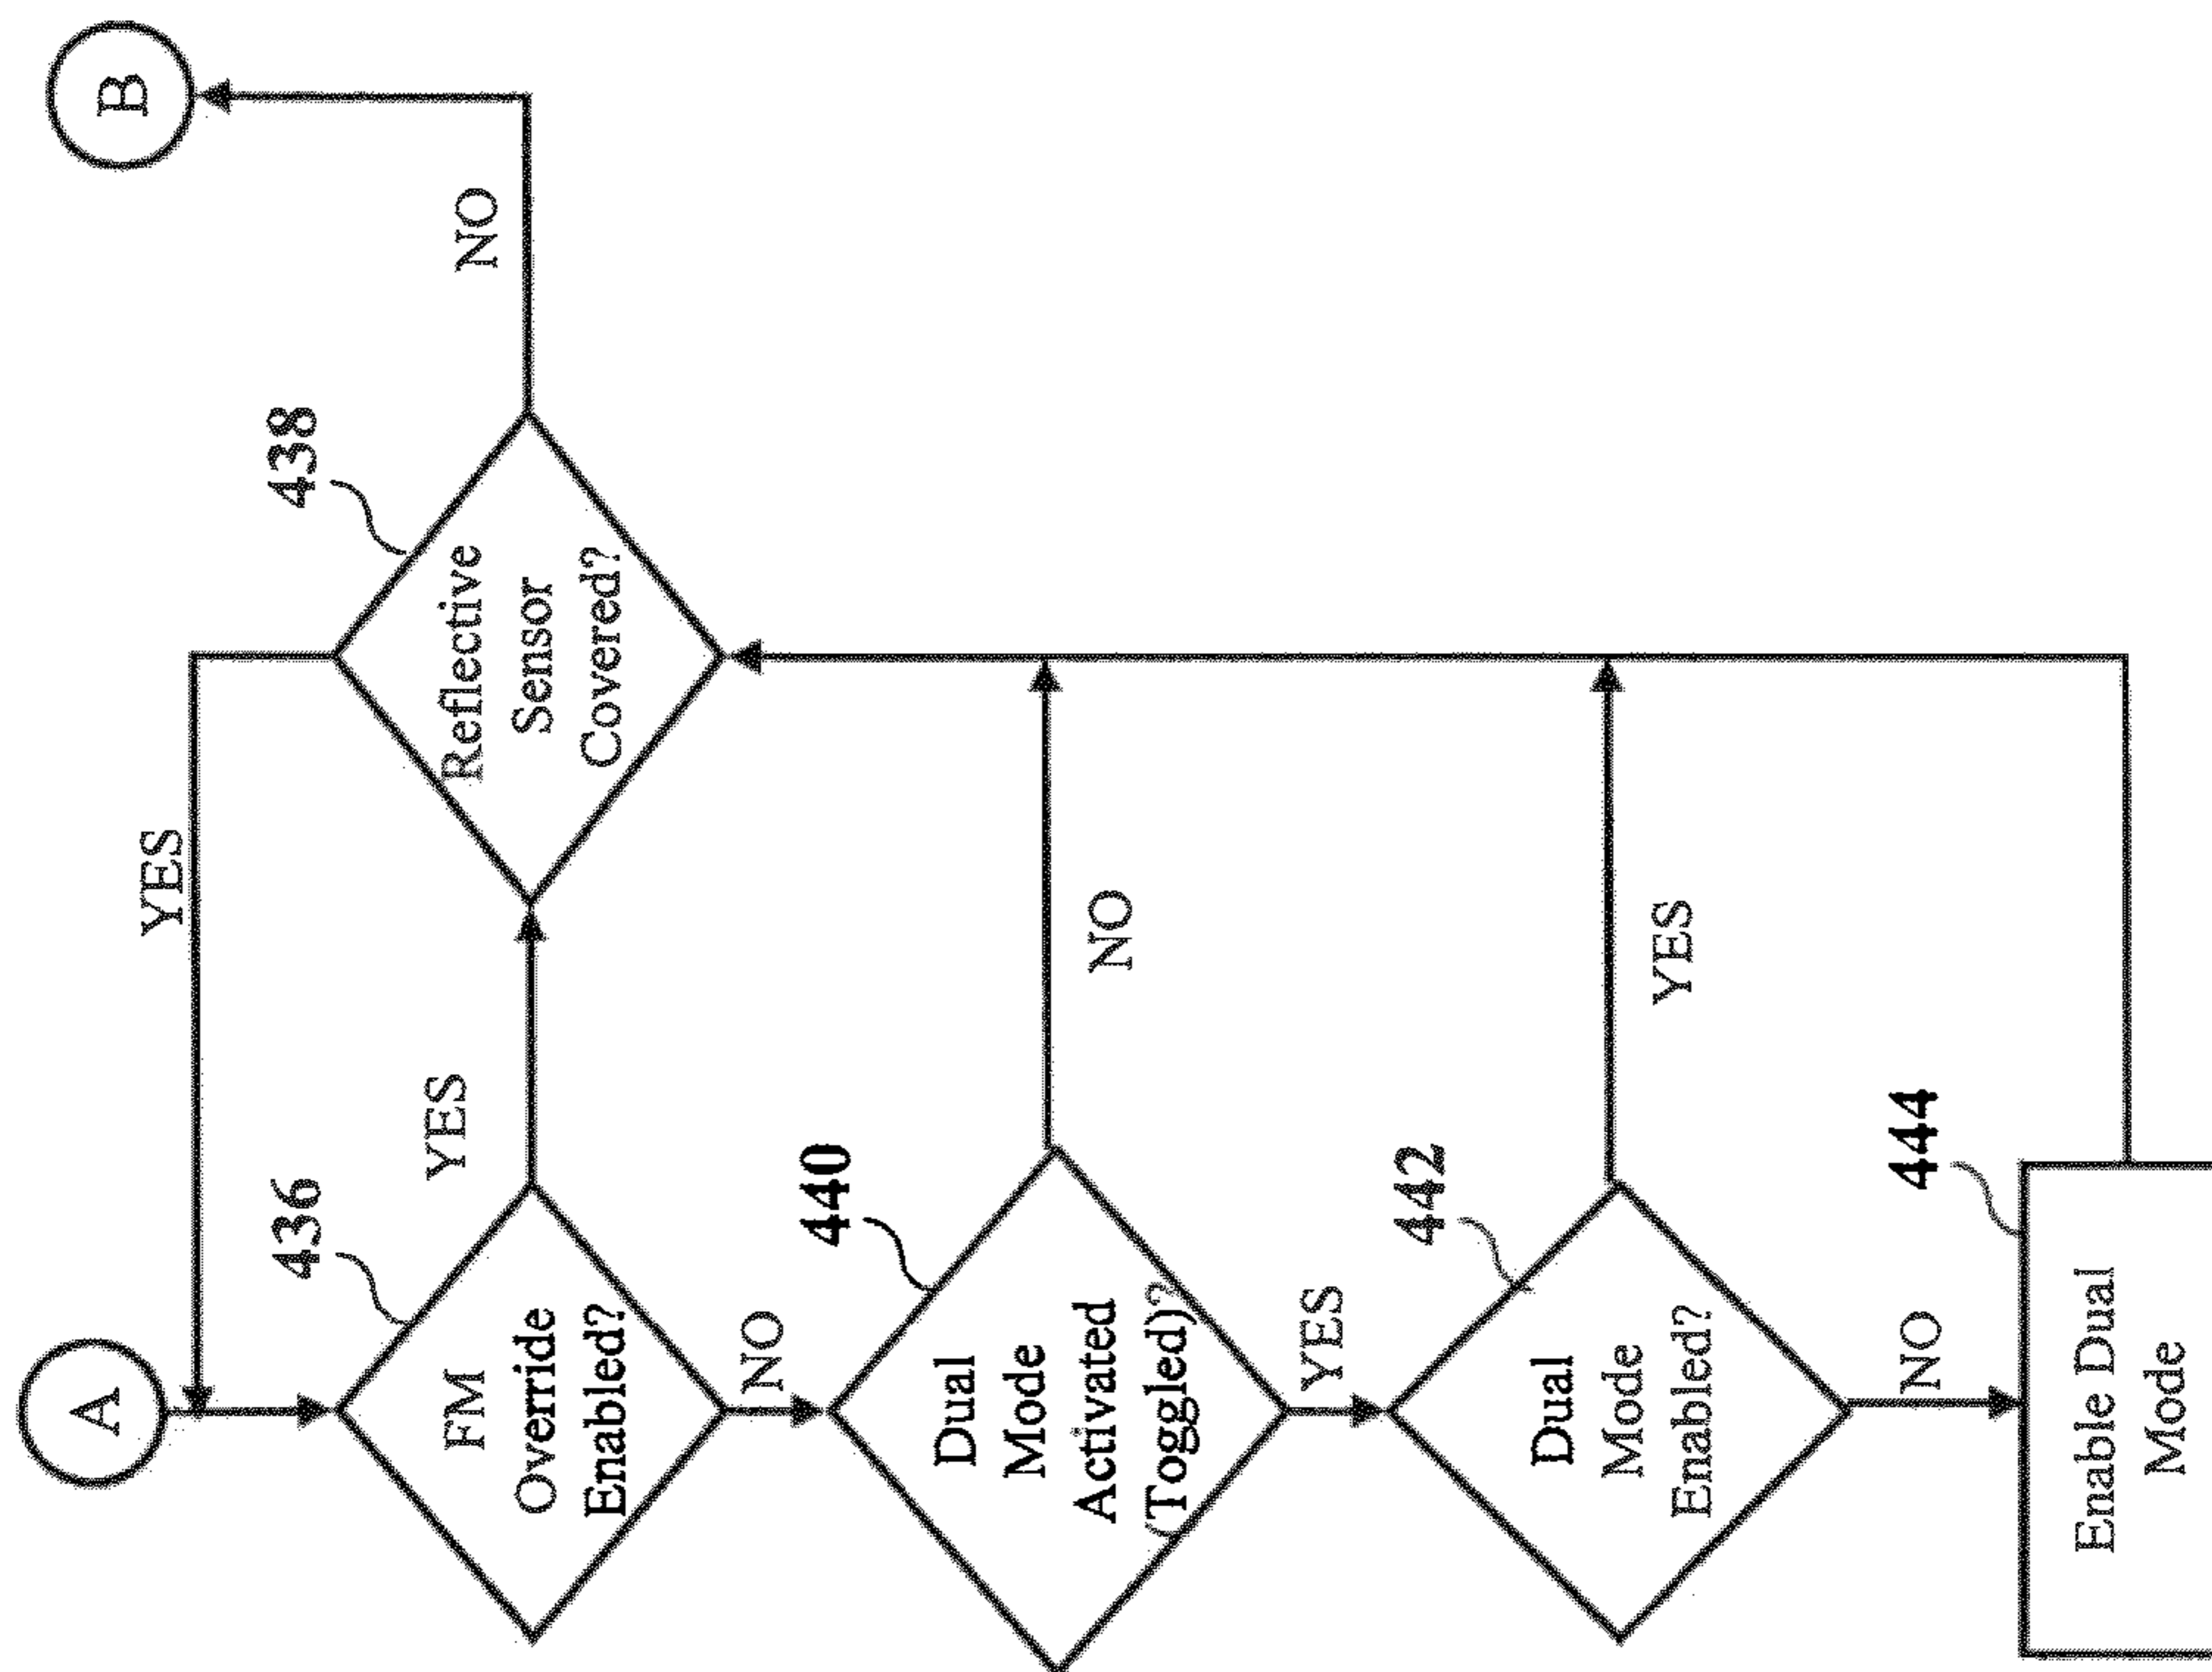 A
B
YES
436
FM
Override
Enabled?
YES
438
Reflective
Sensor
Covered?
NO
NO
440
Dual
Mode
Activated
(Toggled)?
NO
YES
442
Dual
Mode
Enabled?
YES
NO
444
Enable Dual
Mode